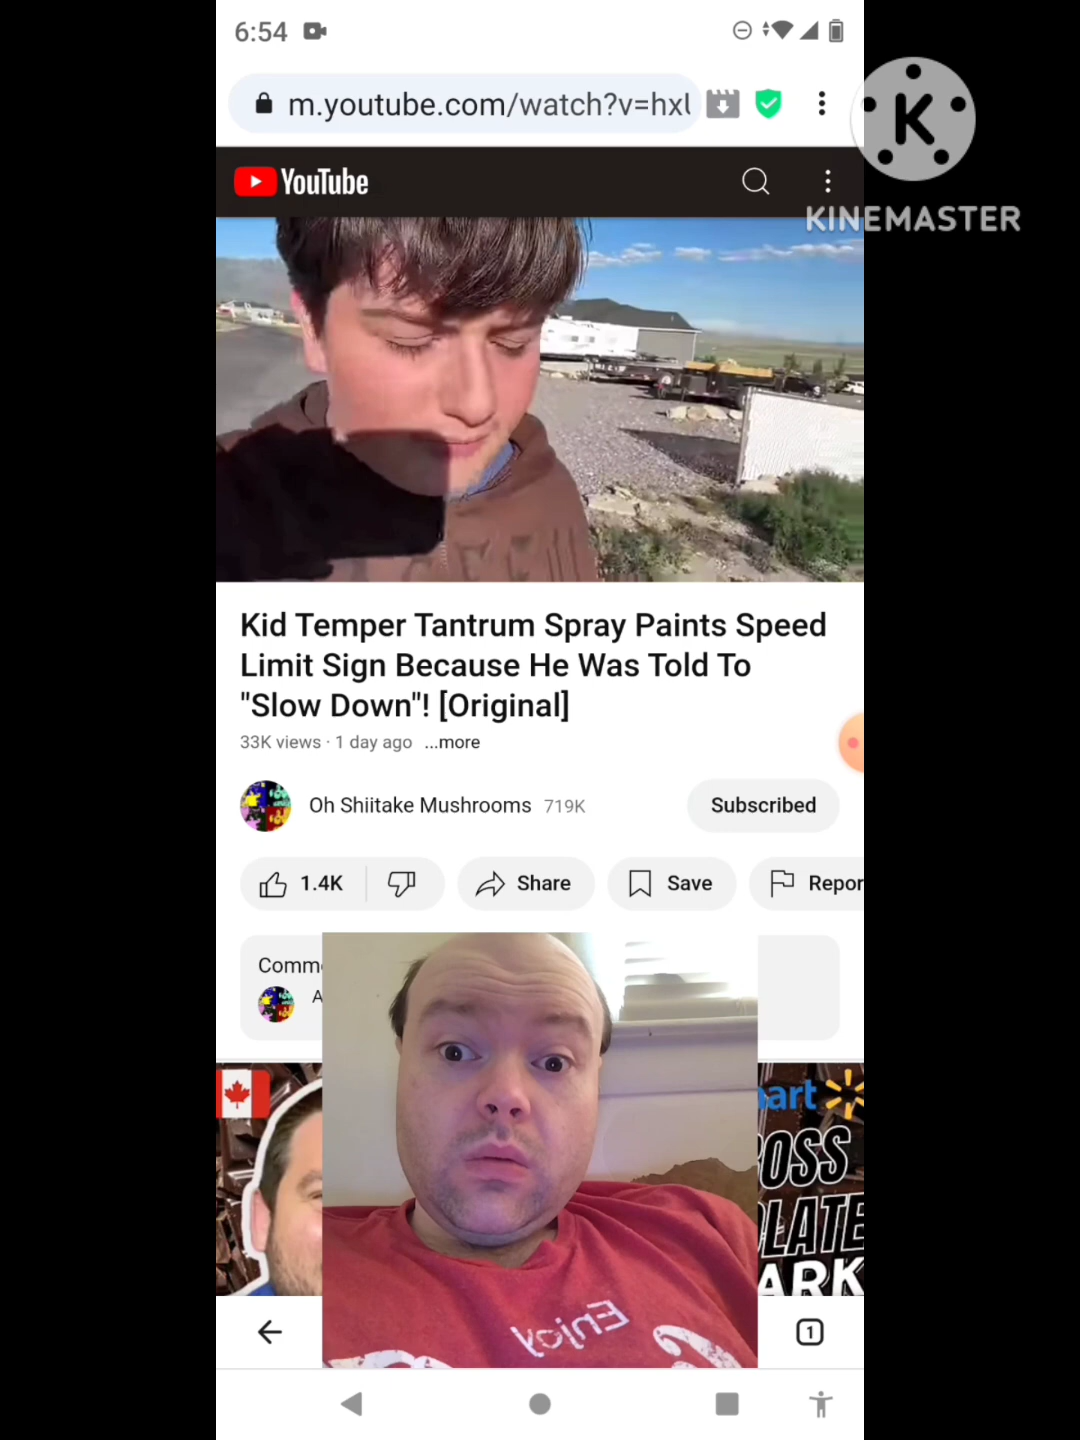 6:54
m.youtube.com/watch?v=hxl
K
KINEMASTER
YouTube
Kid Temper Tantrum Spray Paints Speed
Limit Sign Because He Was Told To
"Slow Down"! [Original]
33K views · 1 day ago ...more
Oh Shiitake Mushrooms 719K
Subscribed
1.4K
Share
Save
Repor
Comm
A
art
OSS
LATE
ARK
Enjoy
1